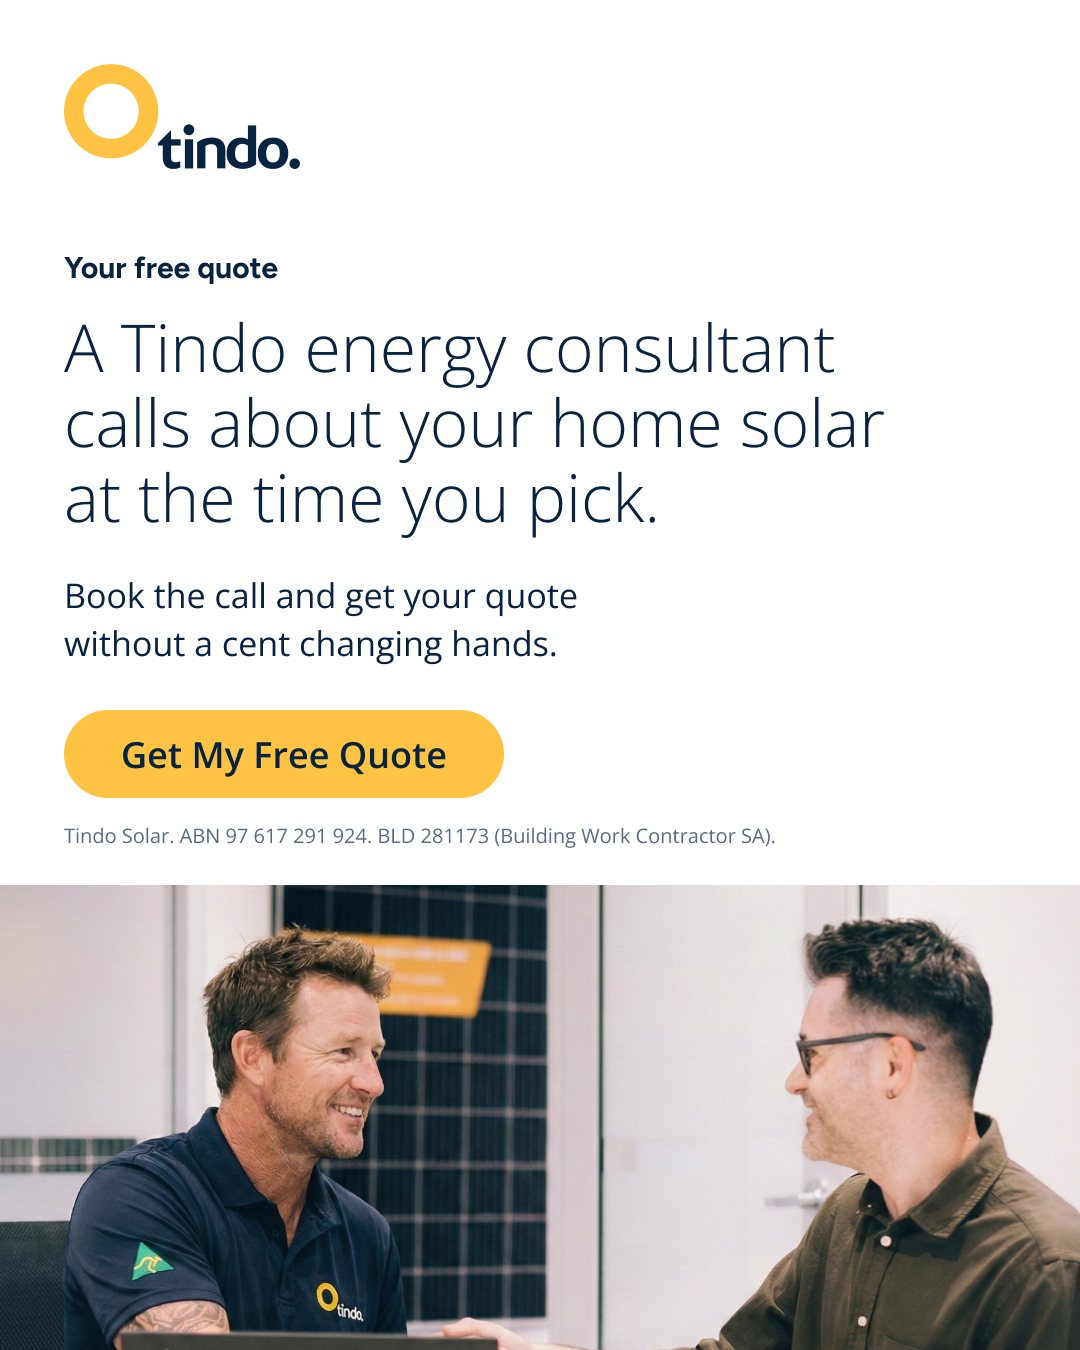 tindo.
Your free quote
A Tindo energy consultant
calls about your home solar
at the time you pick.
Book the call and get your quote
without a cent changing hands.
Get My Free Quote
Tindo Solar. ABN 97 617 291 924. BLD 281173 (Building Work Contractor SA).
tindo.